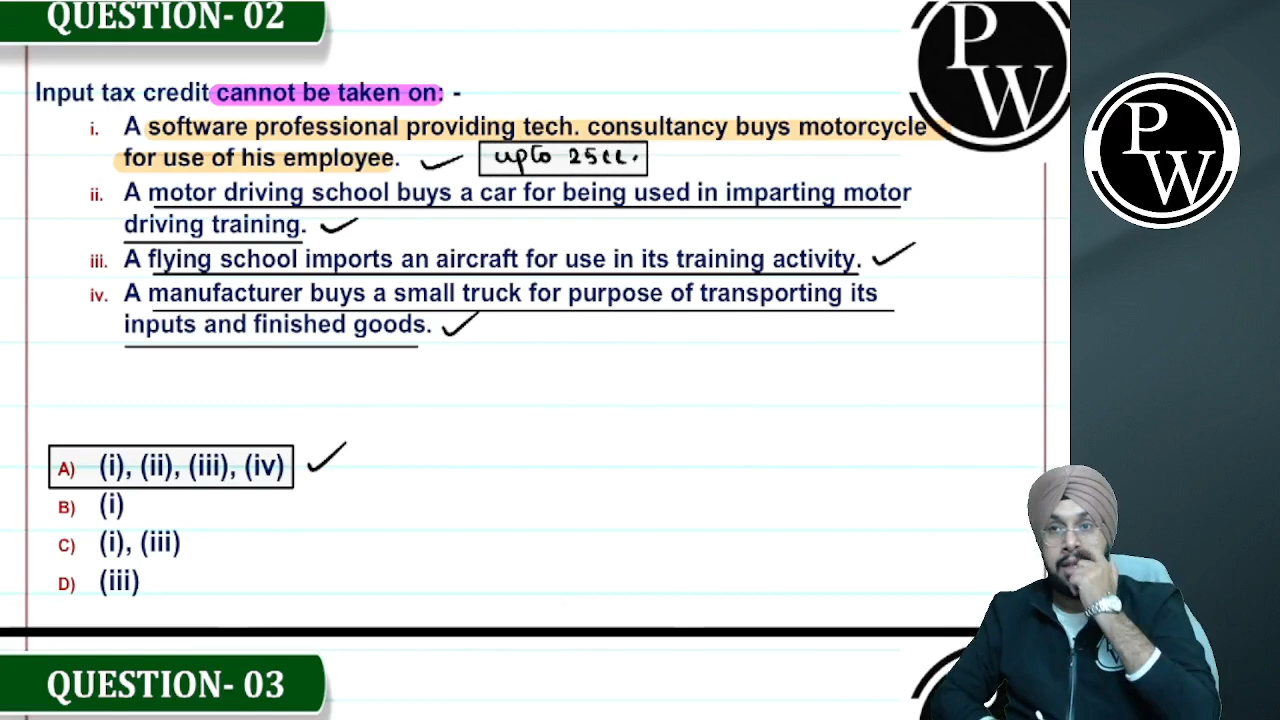 QUESTION- 02
Input tax credit cannot be taken on: -
i. A software professional providing tech. consultancy buys motorcycle
for use of his employee. upto 25cc.
ii. A motor driving school buys a car for being used in imparting motor
driving training.
iii. A flying school imports an aircraft for use in its training activity.
iv. A manufacturer buys a small truck for purpose of transporting its
inputs and finished goods.
A) (i), (ii), (iii), (iv)
B) (i)
C) (i), (iii)
D) (iii)
QUESTION- 03
P
W
P
W